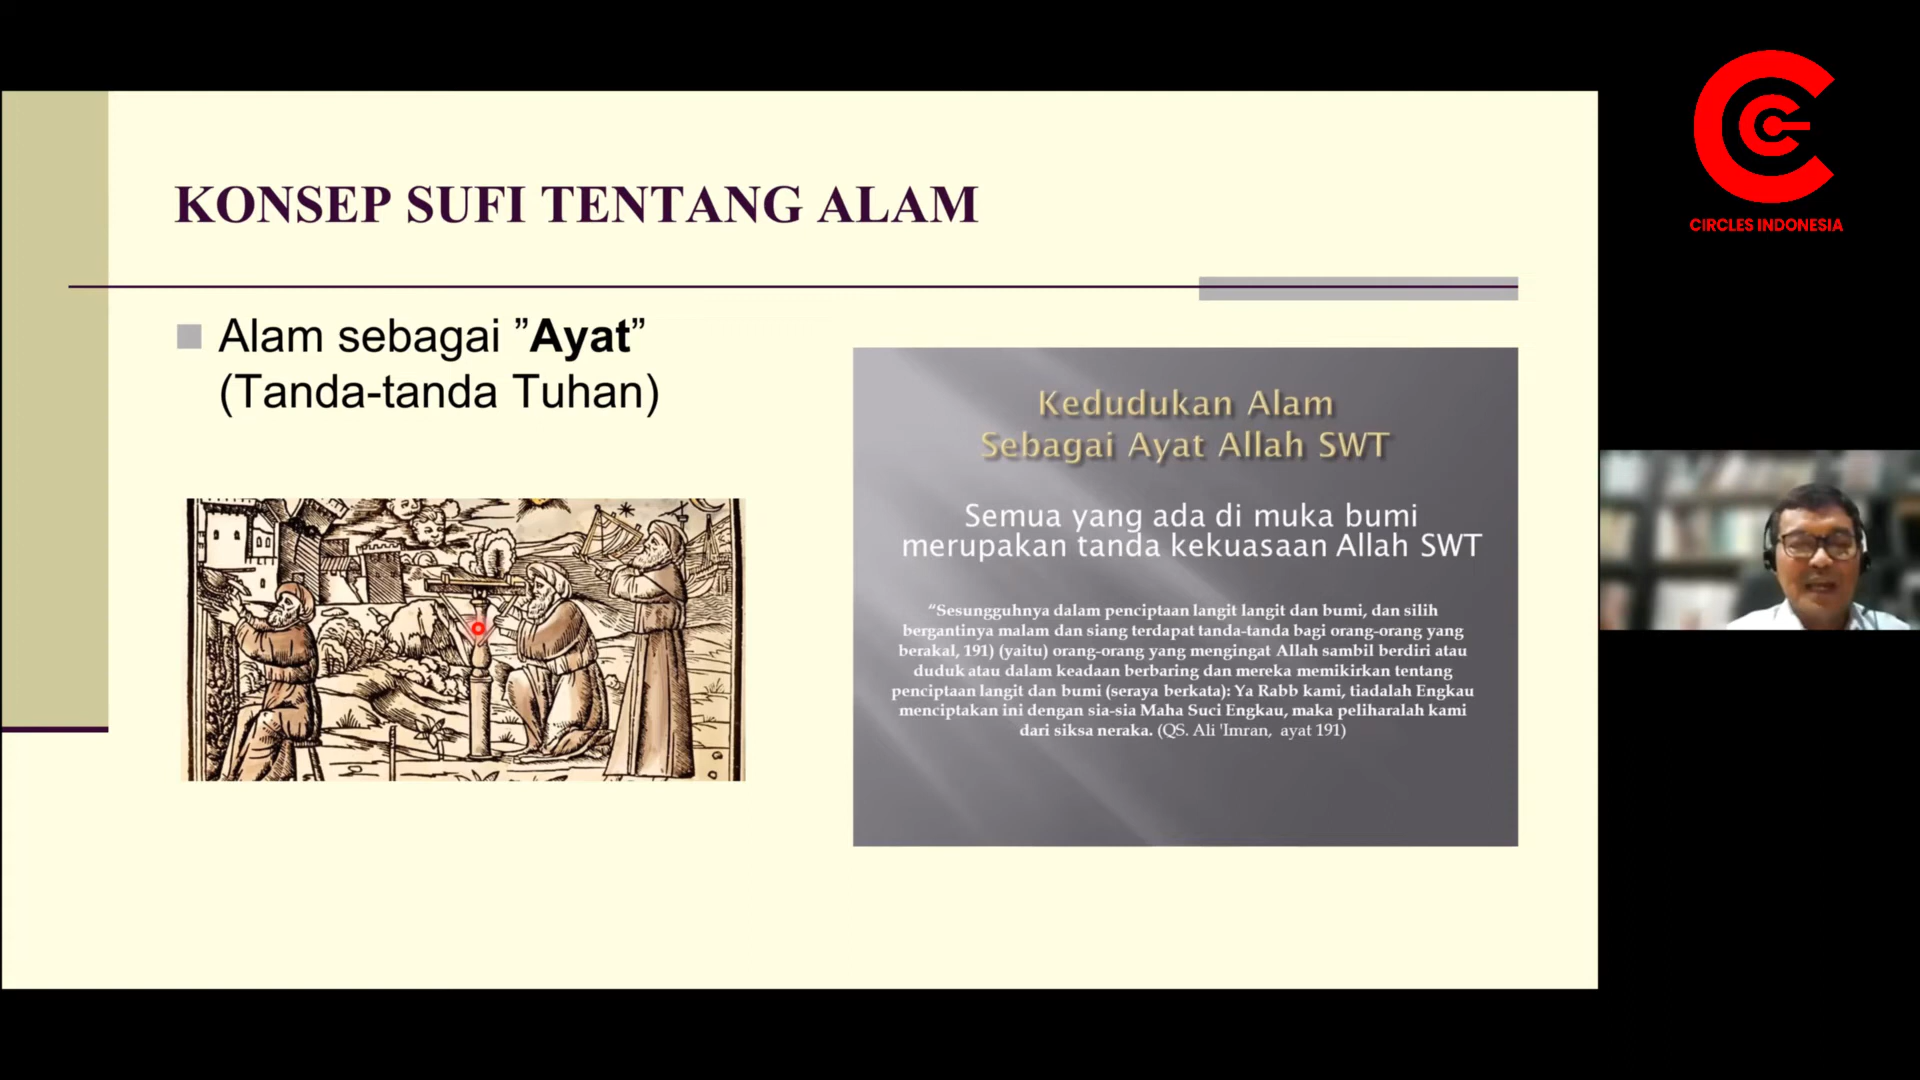 KONSEP SUFI TENTANG ALAM
Alam sebagai ”Ayat”
(Tanda-tanda Tuhan)
Kedudukan Alam
Sebagai Ayat Allah SWT
Semua yang ada di muka bumi
merupakan tanda kekuasaan Allah SWT
“Sesungguhnya dalam penciptaan langit langit dan bumi, dan silih
bergantinya malam dan siang terdapat tanda-tanda bagi orang-orang yang
berakal, 191) (yaitu) orang-orang yang mengingat Allah sambil berdiri atau
duduk atau dalam keadaan berbaring dan mereka memikirkan tentang
penciptaan langit dan bumi (seraya berkata): Ya Rabb kami, tiadalah Engkau
menciptakan ini dengan sia-sia Maha Suci Engkau, maka peliharalah kami
dari siksa neraka. (QS. Ali 'Imran, ayat 191)
CIRCLES INDONESIA